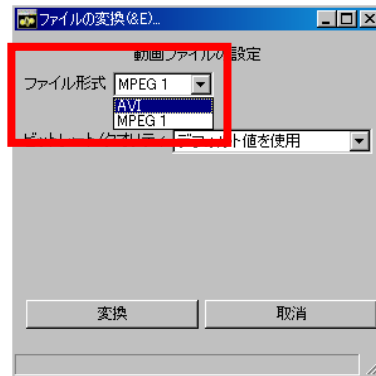 ファイルの変換(&E)...
動画ファイルの設定
ファイル形式 MPEG 1
AVI
MPEG 1
ビットレート/クオリティ デフォルト値を使用
変換 取消